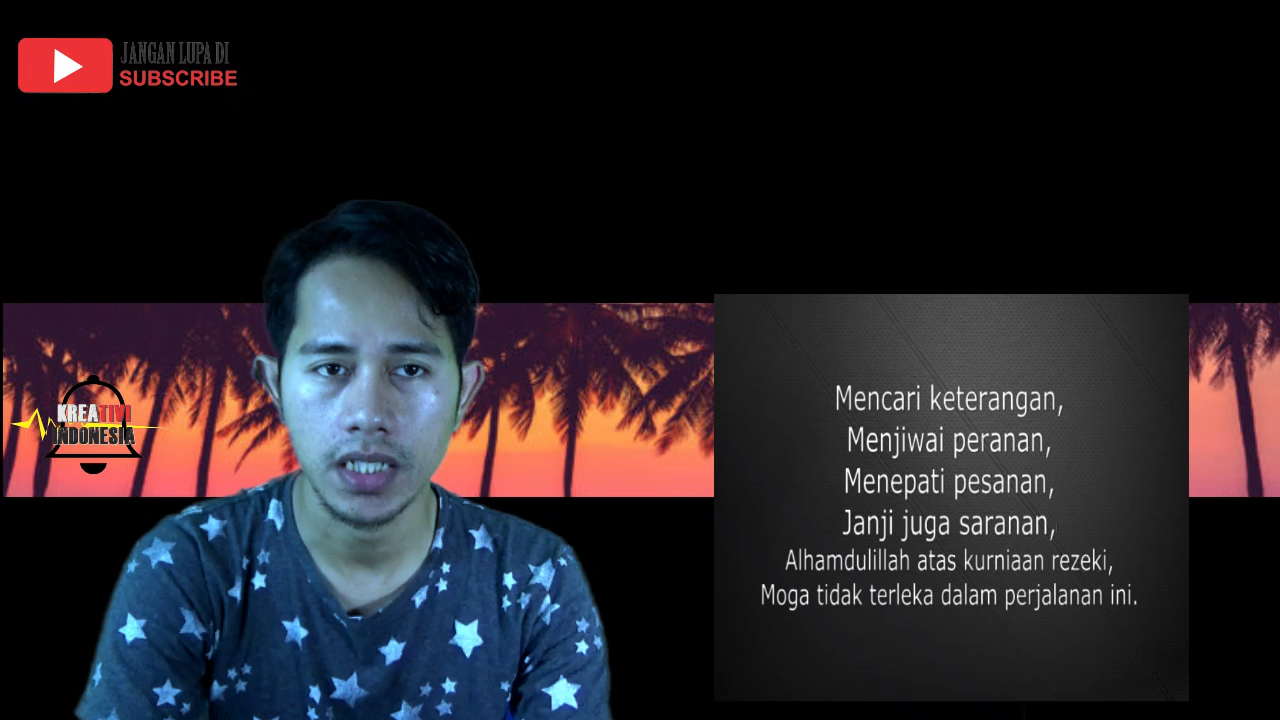 JANGAN LUPA DI
SUBSCRIBE
KREATIVI
INDONESIA
Mencari keterangan,
Menjiwai peranan,
Menepati pesanan,
Janji juga saranan,
Alhamdulillah atas kurniaan rezeki,
Moga tidak terleka dalam perjalanan ini.